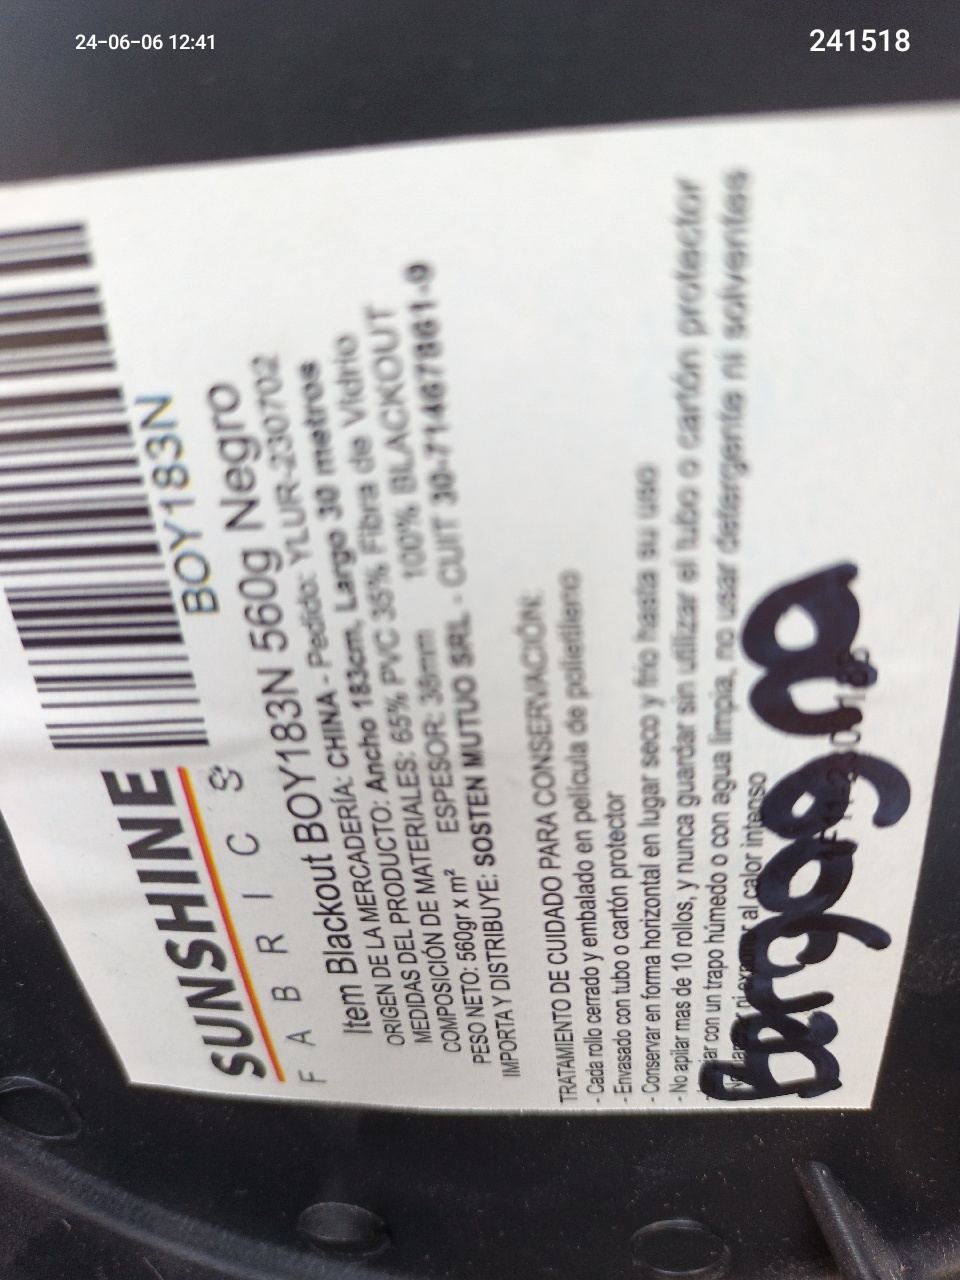 24-06-06 12:41
241518
SUNSHINE
FABRICS
BOY183N
Item Blackout BOY183N 560g Negro
ORIGEN DE LA MERCADERÍA: CHINA - Pedido: YLUR-230702
MEDIDAS DEL PRODUCTO: Ancho 183cm, Largo 30 metros
COMPOSICIÓN DE MATERIALES: 65% PVC 35% Fibra de Vidrio
PESO NETO: 560gr x m² ESPESOR: 38mm 100% BLACKOUT
IMPORTA Y DISTRIBUYE: SOSTEN MUTUO SRL - CUIT 30-71467861-9
TRATAMIENTO DE CUIDADO PARA CONSERVACIÓN:
- Cada rollo cerrado y embalado en película de polietileno
- Envasado con tubo o cartón protector
- Conservar en forma horizontal en lugar seco y frio hasta su uso
- No apilar mas de 10 rollos, y nunca guardar sin utilizar el tubo o cartón protector
con un trapo húmedo o con agua limpia, no usar detergente ni solventes
ni al calor intenso